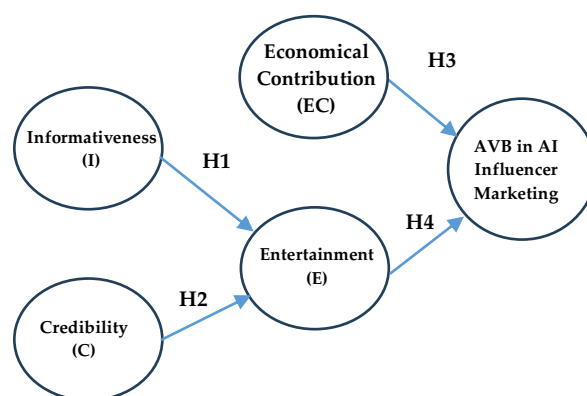 Economical
Contribution
(EC)
H3
Informativeness
(I)
AVB in AI
Influencer
Marketing
H1
Entertainment
(E)
H4
H2
Credibility
(C)